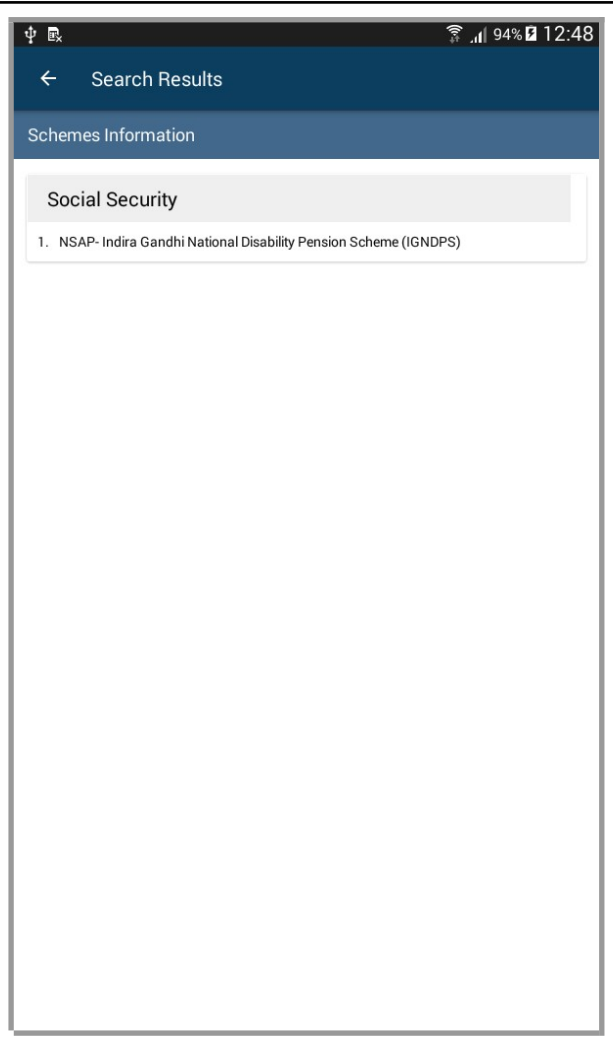 94% 12:48
Search Results
Schemes Information
Social Security
1. NSAP- Indira Gandhi National Disability Pension Scheme (IGNDPS)